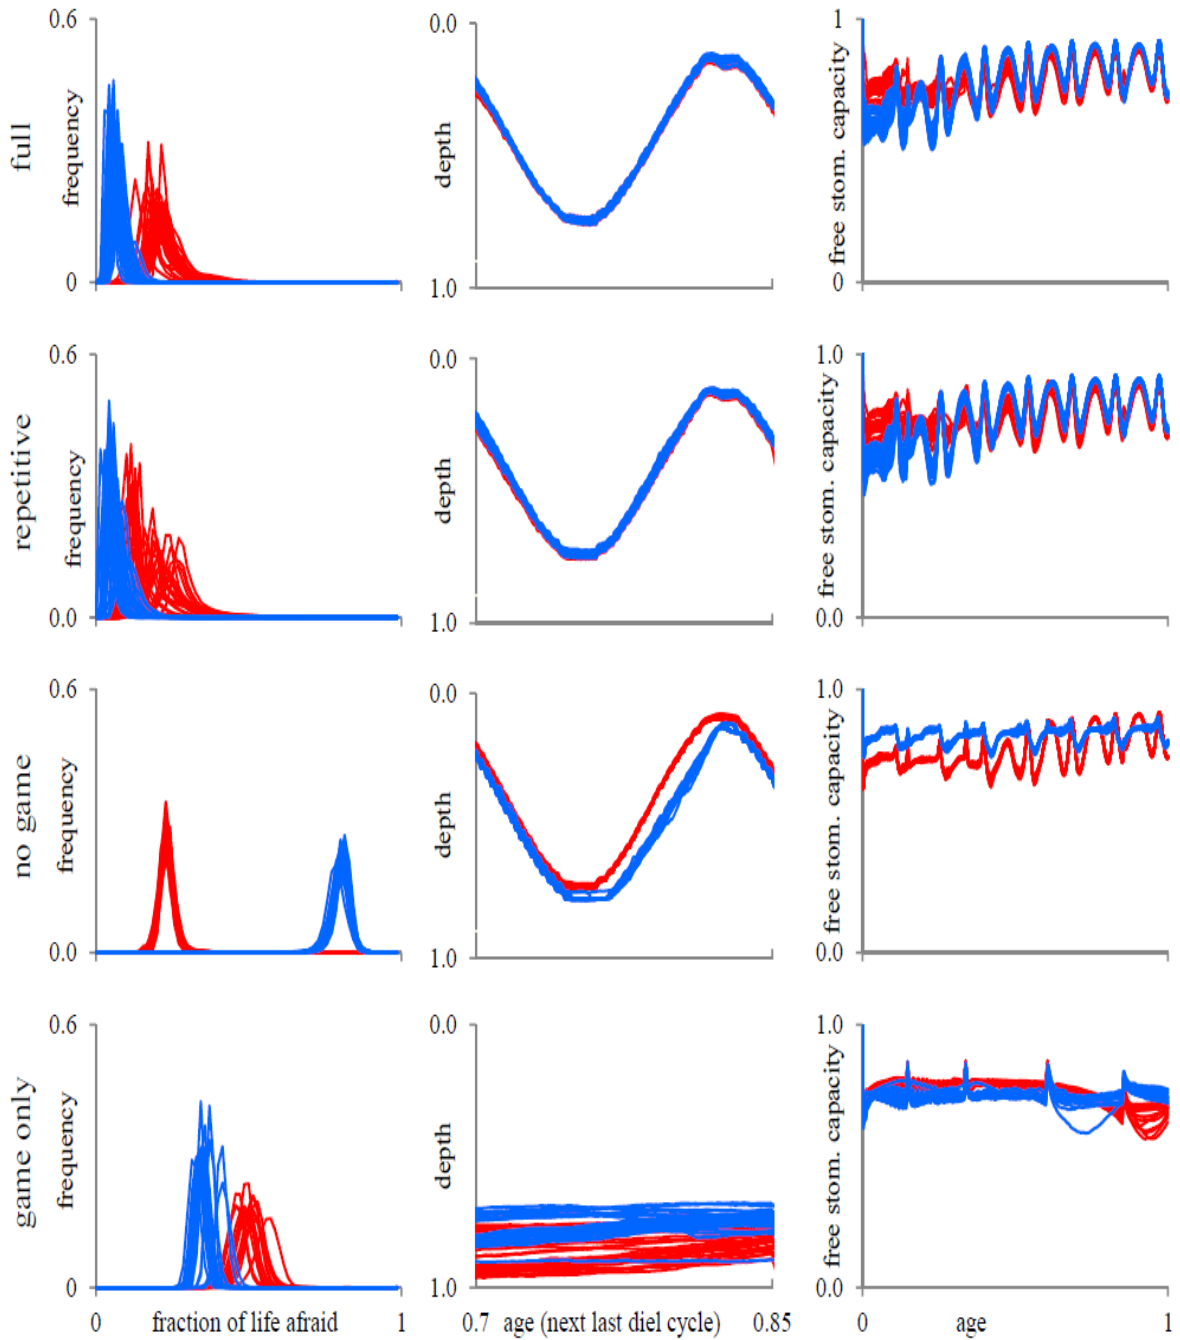 full
0.6
frequency
0
0.0
depth
1.0
1
free stom. capacity
0
repetitive
0.6
frequency
0.0
0.0
depth
1.0
1.0
free stom. capacity
0.0
no game
0.6
frequency
0.0
0.0
depth
1.0
1.0
free stom. capacity
0.0
game only
0.6
frequency
0
0 fraction of life afraid 1
0.0
depth
1.0
0.7 age (next last diel cycle) 0.85
1.0
free stom. capacity
0.0
0 age 1